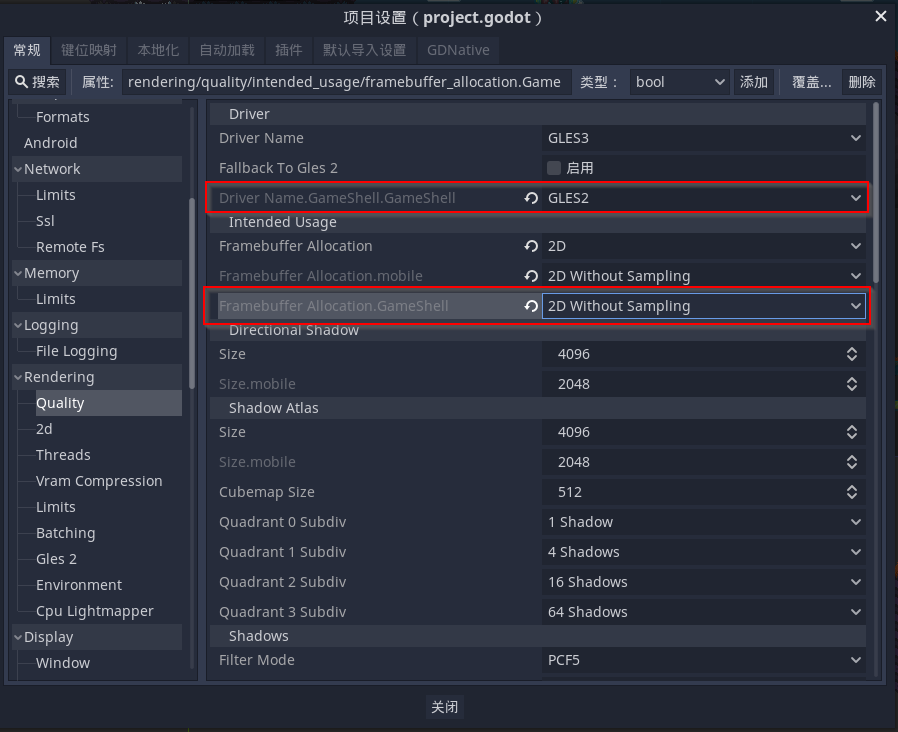 项目设置（project.godot）
常规 键位映射 本地化 自动加载 插件 默认导入设置 GDNative
搜索 属性: rendering/quality/intended_usage/framebuffer_allocation.Game 类型： bool 添加 覆盖... 删除
Formats
Android
Network
Limits
Ssl
Remote Fs
Memory
Limits
Logging
File Logging
Rendering
Quality
2d
Threads
Vram Compression
Limits
Batching
Gles 2
Environment
Cpu Lightmapper
Display
Window
Driver
Driver Name GLES3
Fallback To Gles 2 启用
Driver Name.GameShell.GameShell GLES2
Intended Usage
Framebuffer Allocation 2D
Framebuffer Allocation.mobile 2D Without Sampling
Framebuffer Allocation.GameShell 2D Without Sampling
Directional Shadow
Size 4096
Size.mobile 2048
Shadow Atlas
Size 4096
Size.mobile 2048
Cubemap Size 512
Quadrant 0 Subdiv 1 Shadow
Quadrant 1 Subdiv 4 Shadows
Quadrant 2 Subdiv 16 Shadows
Quadrant 3 Subdiv 64 Shadows
Shadows
Filter Mode PCF5
关闭